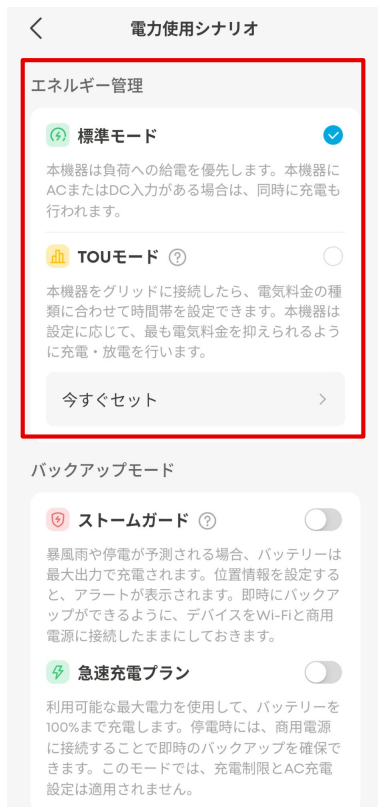 電力使用シナリオ
エネルギー管理
標準モード
本機器は負荷への給電を優先します。本機器に
ACまたはDC入力がある場合は、同時に充電も
行われます。
TOUモード
本機器をグリッドに接続したら、電気料金の種
類に合わせて時間帯を設定できます。本機器は
設定に応じて、最も電気料金を抑えられるよう
に充電・放電を行います。
今すぐセット
バックアップモード
ストームガード
暴風雨や停電が予測される場合、バッテリーは
最大出力で充電されます。位置情報を設定する
と、アラートが表示されます。即時にバックア
ップができるように、デバイスをWi-Fiと商用
電源に接続したままにしておきます。
急速充電プラン
利用可能な最大電力を使用して、バッテリーを
100%まで充電します。停電時には、商用電源
に接続することで即時のバックアップを確保で
きます。このモードでは、充電制限とAC充電
設定は適用されません。